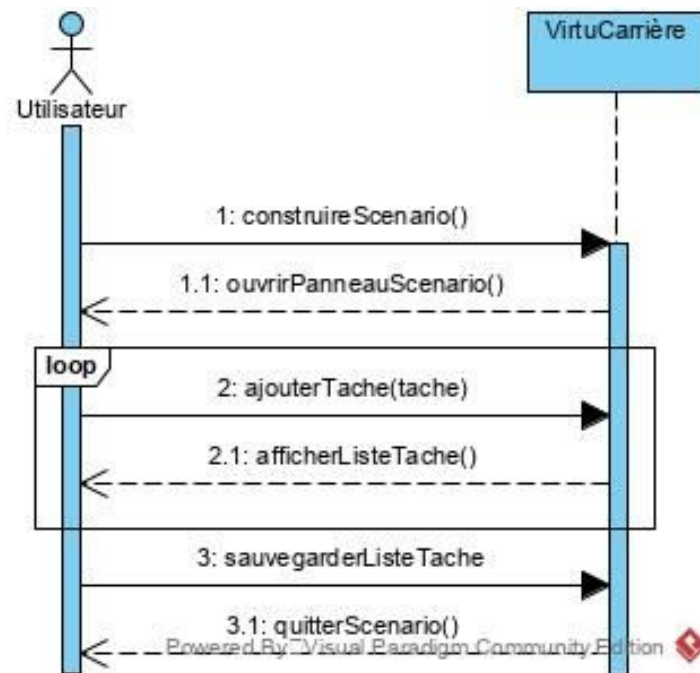 VirtuCarrière
Utilisateur
1: construireScenario()
1.1: ouvrirPanneauScenario()
loop
2: ajouterTache(tache)
2.1: afficherListeTache()
3: sauvegarderListeTache
3.1: quitterScenario()
Powered By Visual Paradigm Community Edition